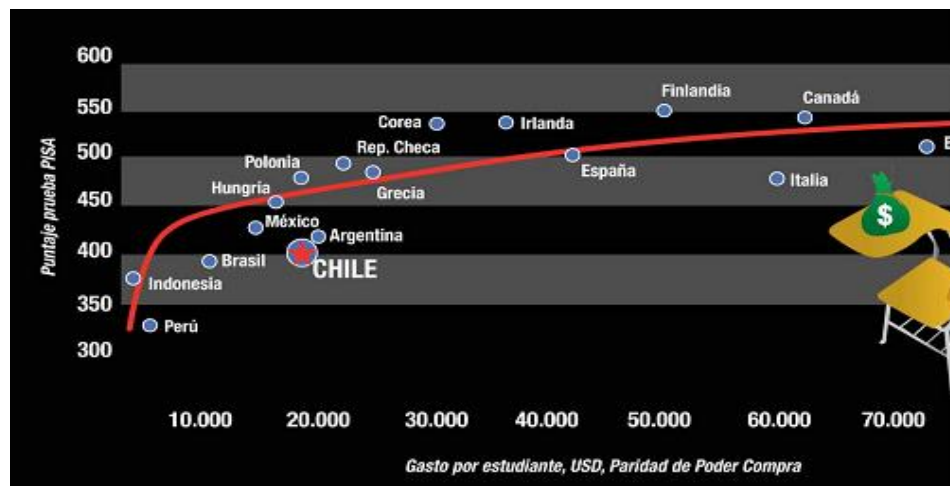 600
550
500
450
400
350
300
Puntaje prueba PISA
Finlandia
Canadá
Corea
Irlanda
Rep. Checa
Polonia
España
Italia
Hungría
Grecia
México
Argentina
Brasil
CHILE
Indonesia
Perú
$
10.000 20.000 30.000 40.000 50.000 60.000 70.000
Gasto por estudiante, USD, Paridad de Poder Compra